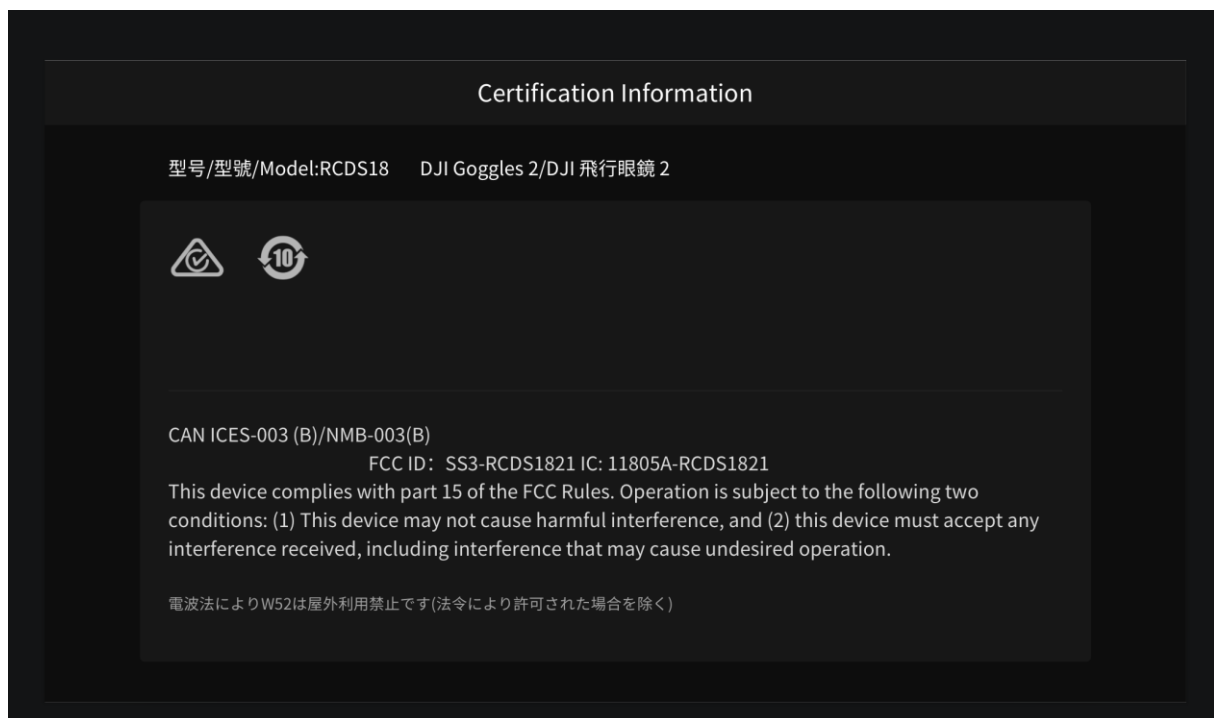 Certification Information
型号/型號/Model:RCDS18 DJI Goggles 2/DJI 飛行眼鏡 2
10
CAN ICES-003 (B)/NMB-003(B)
FCC ID： SS3-RCDS1821 IC: 11805A-RCDS1821
This device complies with part 15 of the FCC Rules. Operation is subject to the following two
conditions: (1) This device may not cause harmful interference, and (2) this device must accept any
interference received, including interference that may cause undesired operation.
電波法によりW52は屋外利用禁止です(法令により許可された場合を除く)